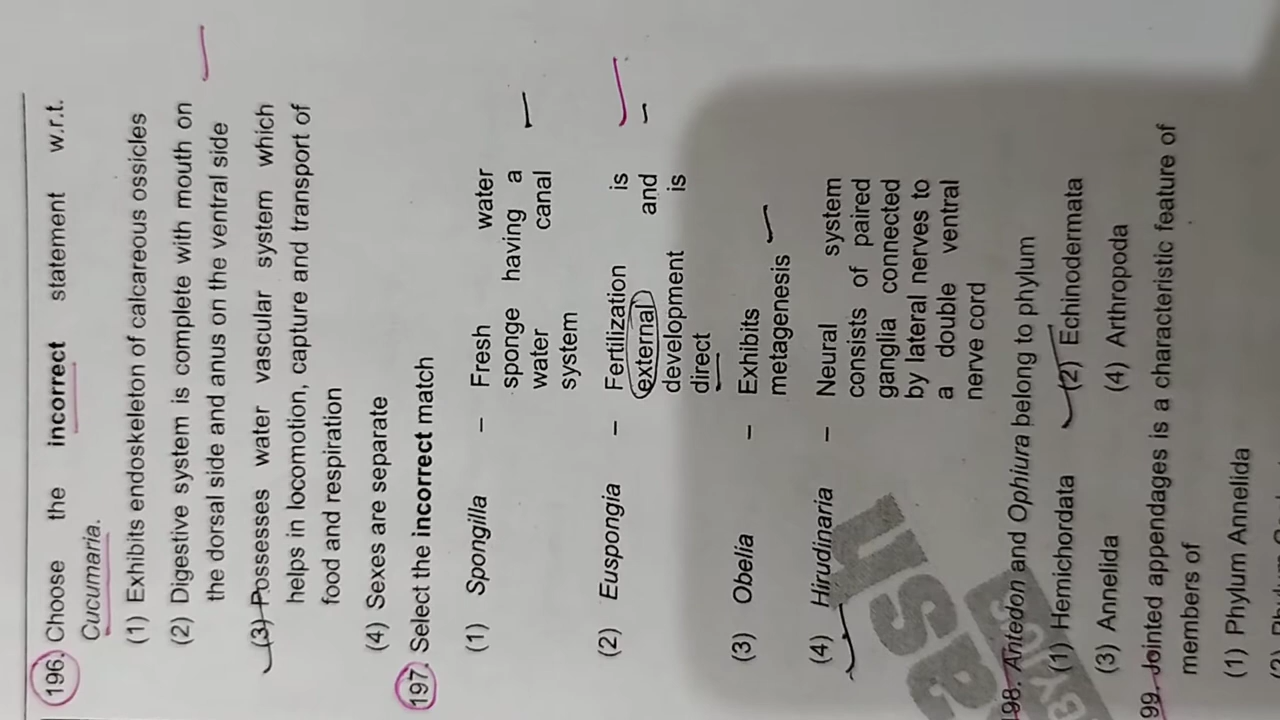 196. Choose the incorrect statement w.r.t.
Cucumaria.
(1) Exhibits endoskeleton of calcareous ossicles
(2) Digestive system is complete with mouth on
the dorsal side and anus on the ventral side
(3) Possesses water vascular system which
helps in locomotion, capture and transport of
food and respiration
(4) Sexes are separate
197. Select the incorrect match
(1) Spongilla – Fresh water
sponge having a
water canal
system
(2) Euspongia – Fertilization is
external and
development is
direct
(3) Obelia – Exhibits
metagenesis
(4) Hirudinaria – Neural system
consists of paired
ganglia connected
by lateral nerves to
a double ventral
nerve cord
198. Antedon and Ophiura belong to phylum
(1) Hemichordata (2) Echinodermata
(3) Annelida (4) Arthropoda
99. Jointed appendages is a characteristic feature of
members of
(1) Phylum Annelida